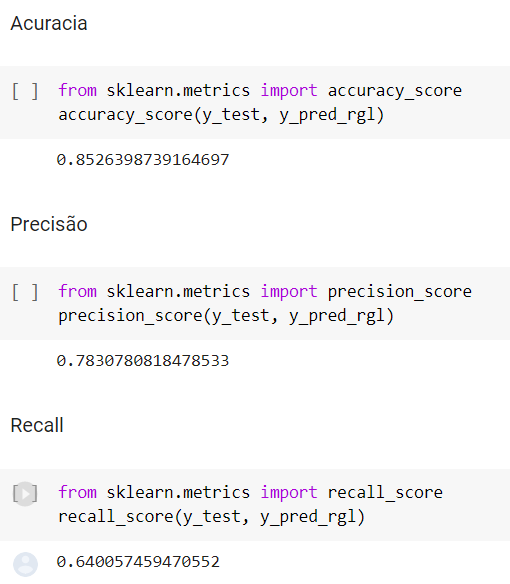 Acuracia
[ ] from sklearn.metrics import accuracy_score
accuracy_score(y_test, y_pred_rgl)
0.8526398739164697
Precisão
[ ] from sklearn.metrics import precision_score
precision_score(y_test, y_pred_rgl)
0.7830780818478533
Recall
[ ] from sklearn.metrics import recall_score
recall_score(y_test, y_pred_rgl)
0.640057459470552